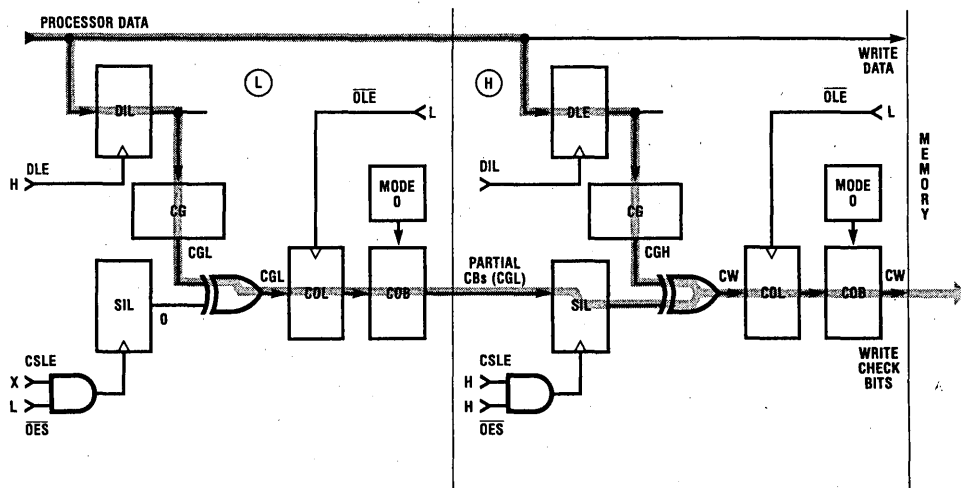 PROCESSOR DATA
WRITE
DATA
L
H
OLE
L
OLE
L
DIL
DLE
DLE
H
DIL
MODE
0
MODE
0
M
E
M
O
R
Y
CG
CG
CGL
CGH
CGL
PARTIAL
CBs (CGL)
CW
CW
SIL
0
COL
COB
SIL
COL
COB
CSLE
X
L
OES
CSLE
H
H
OES
WRITE
CHECK
BITS